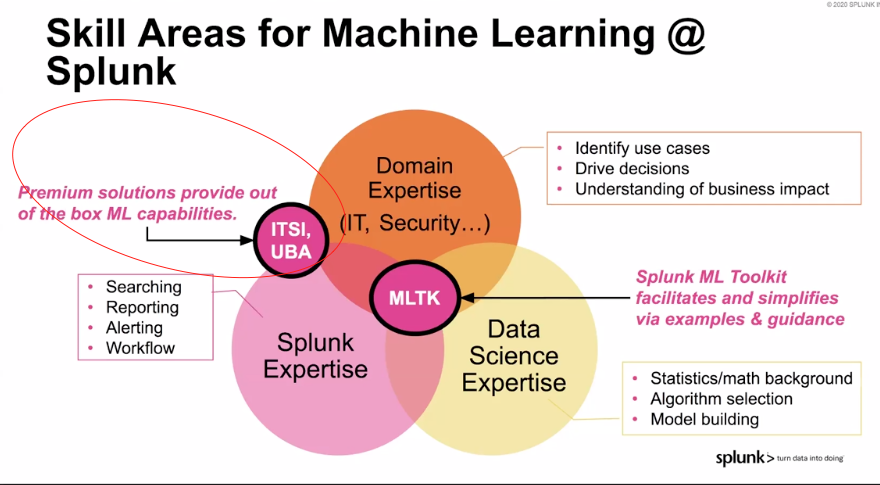 © 2020 SPLUNK IN
Skill Areas for Machine Learning @
Splunk
Domain
Expertise
(IT, Security…)
• Identify use cases
• Drive decisions
• Understanding of business impact
Premium solutions provide out
of the box ML capabilities.
ITSI,
UBA
• Searching
• Reporting
• Alerting
• Workflow
MLTK
Splunk ML Toolkit
facilitates and simplifies
via examples & guidance
Splunk
Expertise
Data
Science
Expertise
• Statistics/math background
• Algorithm selection
• Model building
splunk> turn data into doing